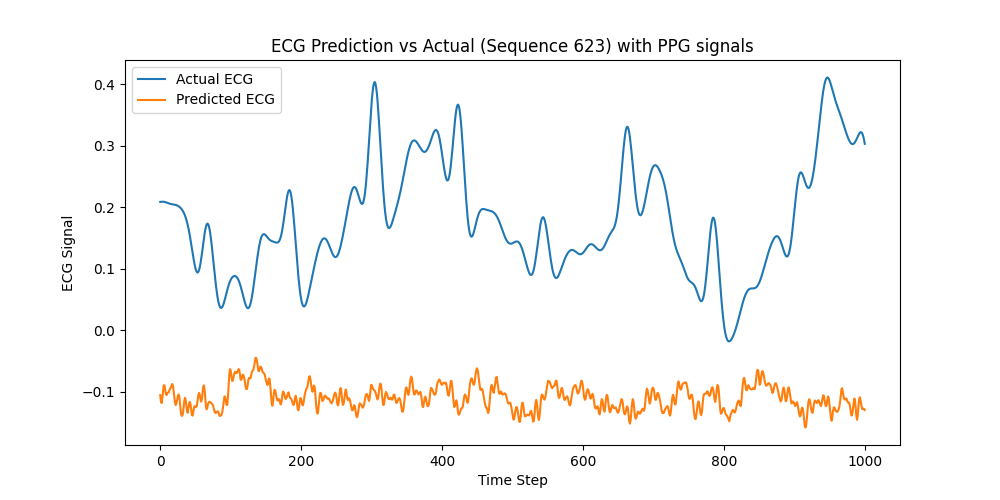 ECG Prediction vs Actual (Sequence 623) with PPG signals
Actual ECG
Predicted ECG
0.4
0.3
0.2
0.1
0.0
−0.1
ECG Signal
0
200
400
600
800
1000
Time Step